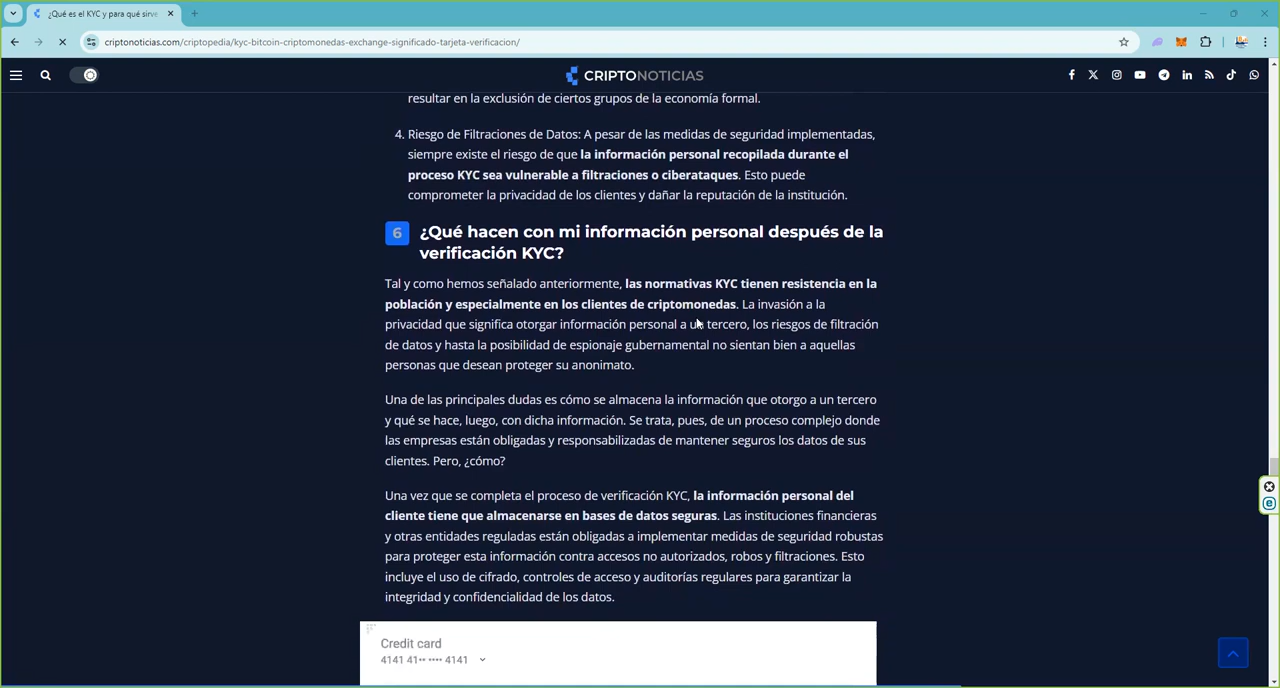 ¿Qué es el KYC y para qué sirve
criptonoticias.com/criptopedia/kyc-bitcoin-criptomonedas-exchange-significado-tarjeta-verificacion/
CRIPTONOTICIAS
resultar en la exclusión de ciertos grupos de la economía formal.
4. Riesgo de Filtraciones de Datos: A pesar de las medidas de seguridad implementadas,
siempre existe el riesgo de que la información personal recopilada durante el
proceso KYC sea vulnerable a filtraciones o ciberataques. Esto puede
comprometer la privacidad de los clientes y dañar la reputación de la institución.
6 ¿Qué hacen con mi información personal después de la
verificación KYC?
Tal y como hemos señalado anteriormente, las normativas KYC tienen resistencia en la
población y especialmente en los clientes de criptomonedas. La invasión a la
privacidad que significa otorgar información personal a un tercero, los riesgos de filtración
de datos y hasta la posibilidad de espionaje gubernamental no sientan bien a aquellas
personas que desean proteger su anonimato.
Una de las principales dudas es cómo se almacena la información que otorgo a un tercero
y qué se hace, luego, con dicha información. Se trata, pues, de un proceso complejo donde
las empresas están obligadas y responsabilizadas de mantener seguros los datos de sus
clientes. Pero, ¿cómo?
Una vez que se completa el proceso de verificación KYC, la información personal del
cliente tiene que almacenarse en bases de datos seguras. Las instituciones financieras
y otras entidades reguladas están obligadas a implementar medidas de seguridad robustas
para proteger esta información contra accesos no autorizados, robos y filtraciones. Esto
incluye el uso de cifrado, controles de acceso y auditorías regulares para garantizar la
integridad y confidencialidad de los datos.
Credit card
4141 41•• •••• 4141